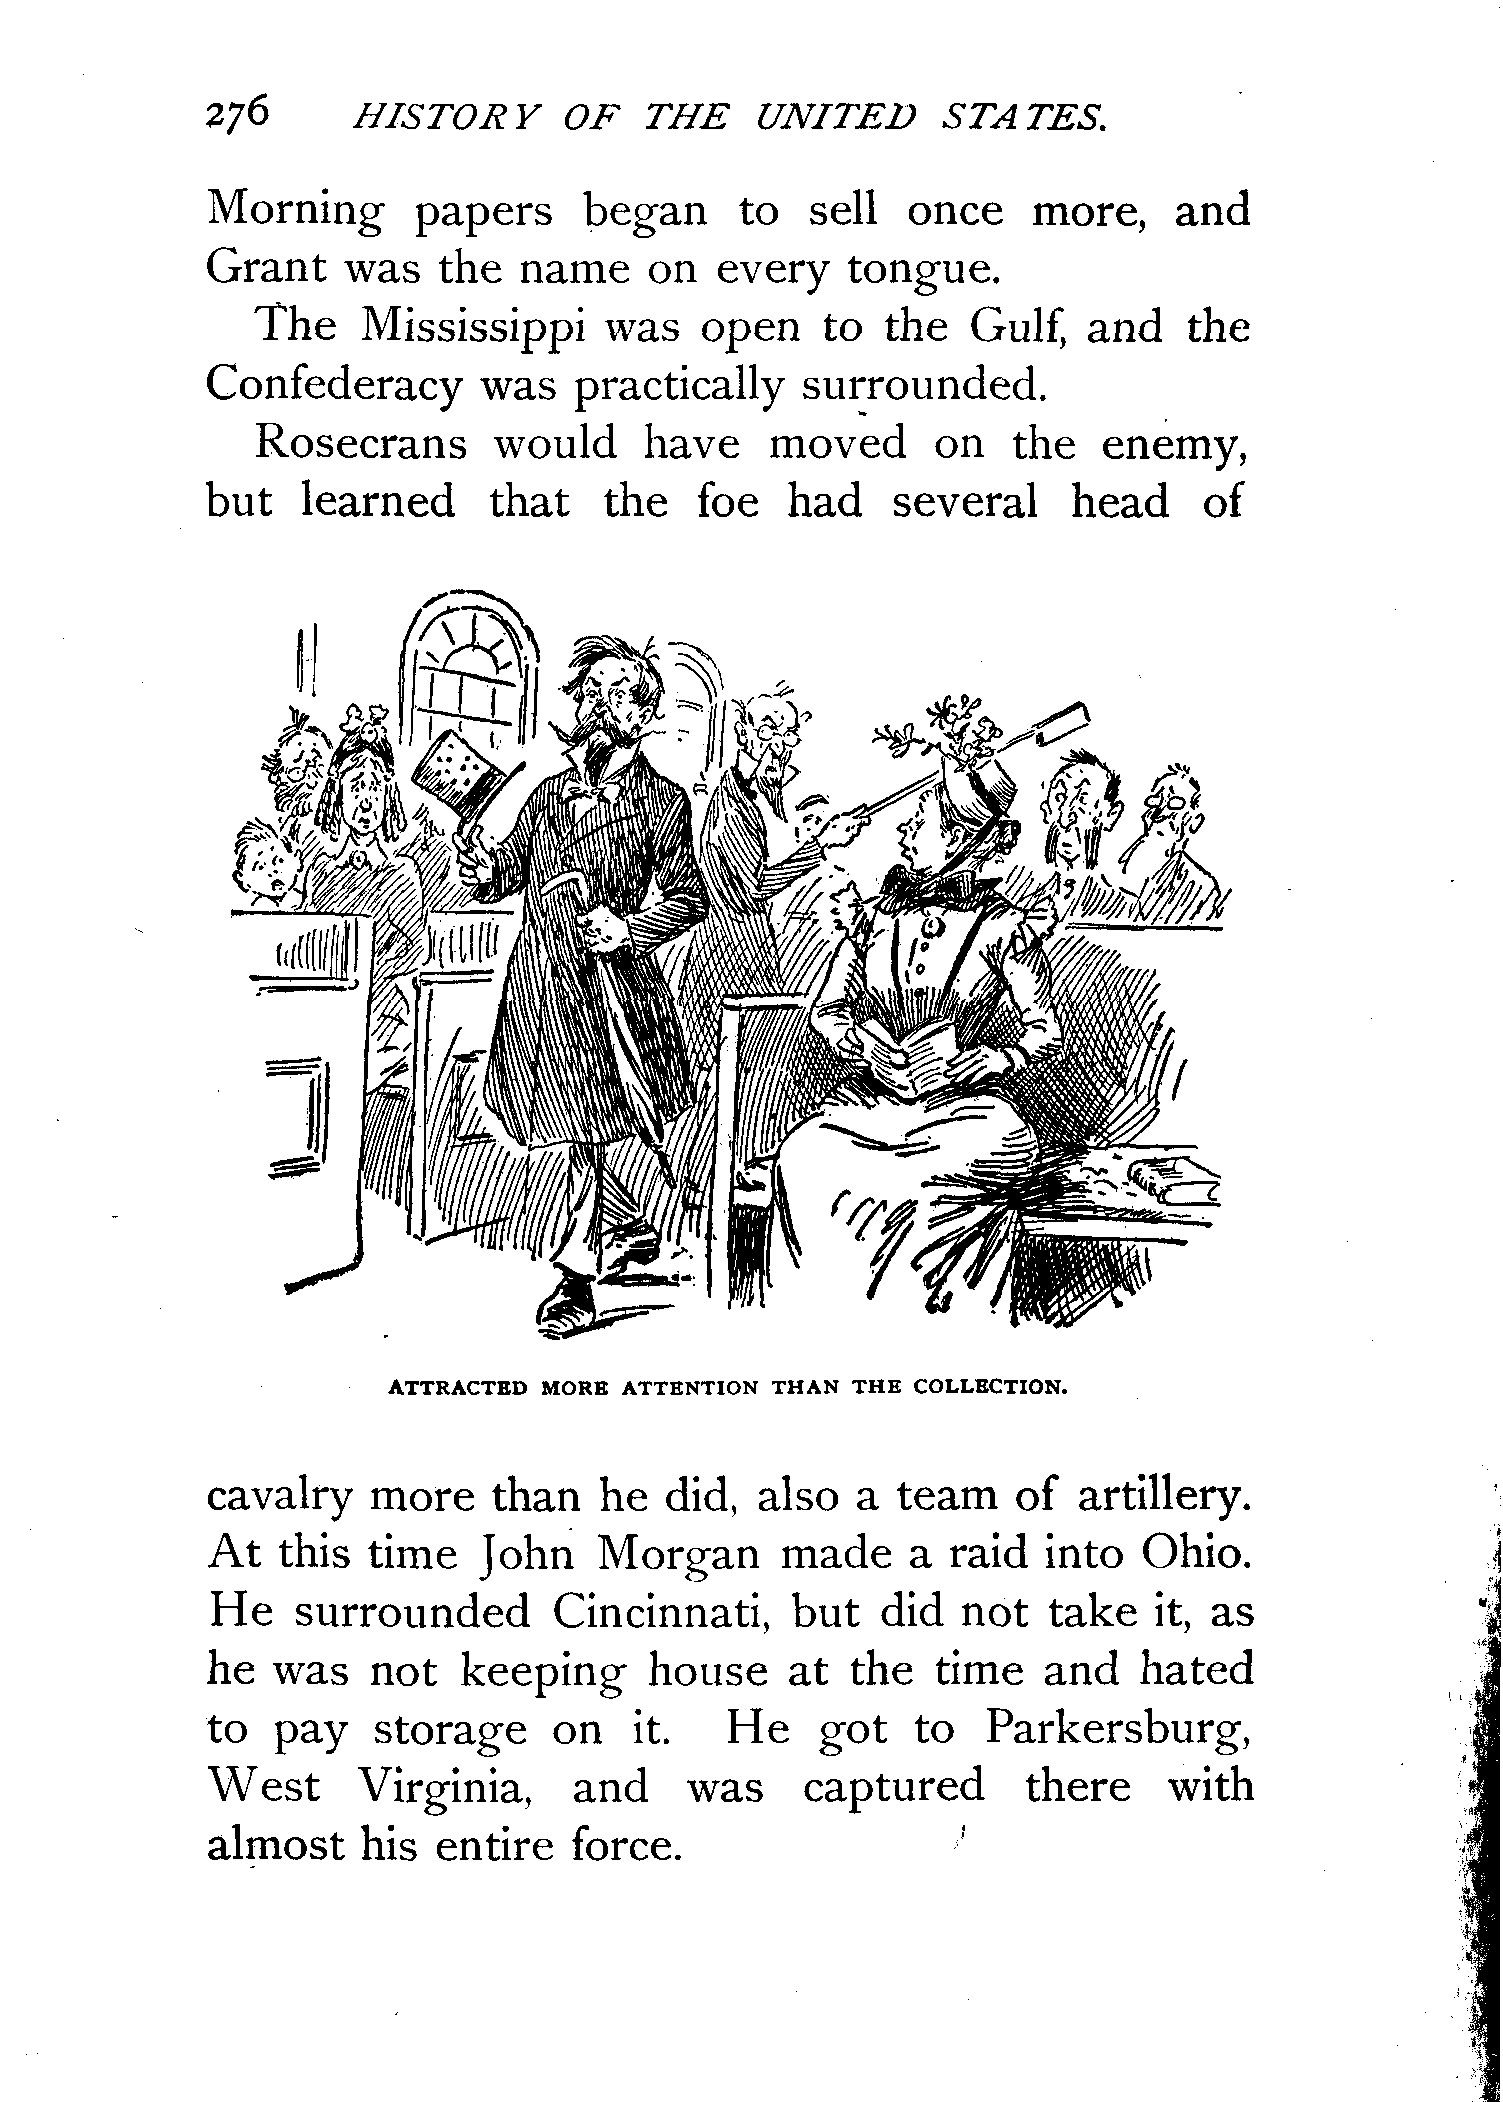 276 HISTORY OF THE UNITED STATES.
Morning papers began to sell once more, and
Grant was the name on every tongue.
The Mississippi was open to the Gulf, and the
Confederacy was practically surrounded.
Rosecrans would have moved on the enemy,
but learned that the foe had several head of
ATTRACTED MORE ATTENTION THAN THE COLLECTION.
cavalry more than he did, also a team of artillery.
At this time John Morgan made a raid into Ohio.
He surrounded Cincinnati, but did not take it, as
he was not keeping house at the time and hated
to pay storage on it. He got to Parkersburg,
West Virginia, and was captured there with
almost his entire force.